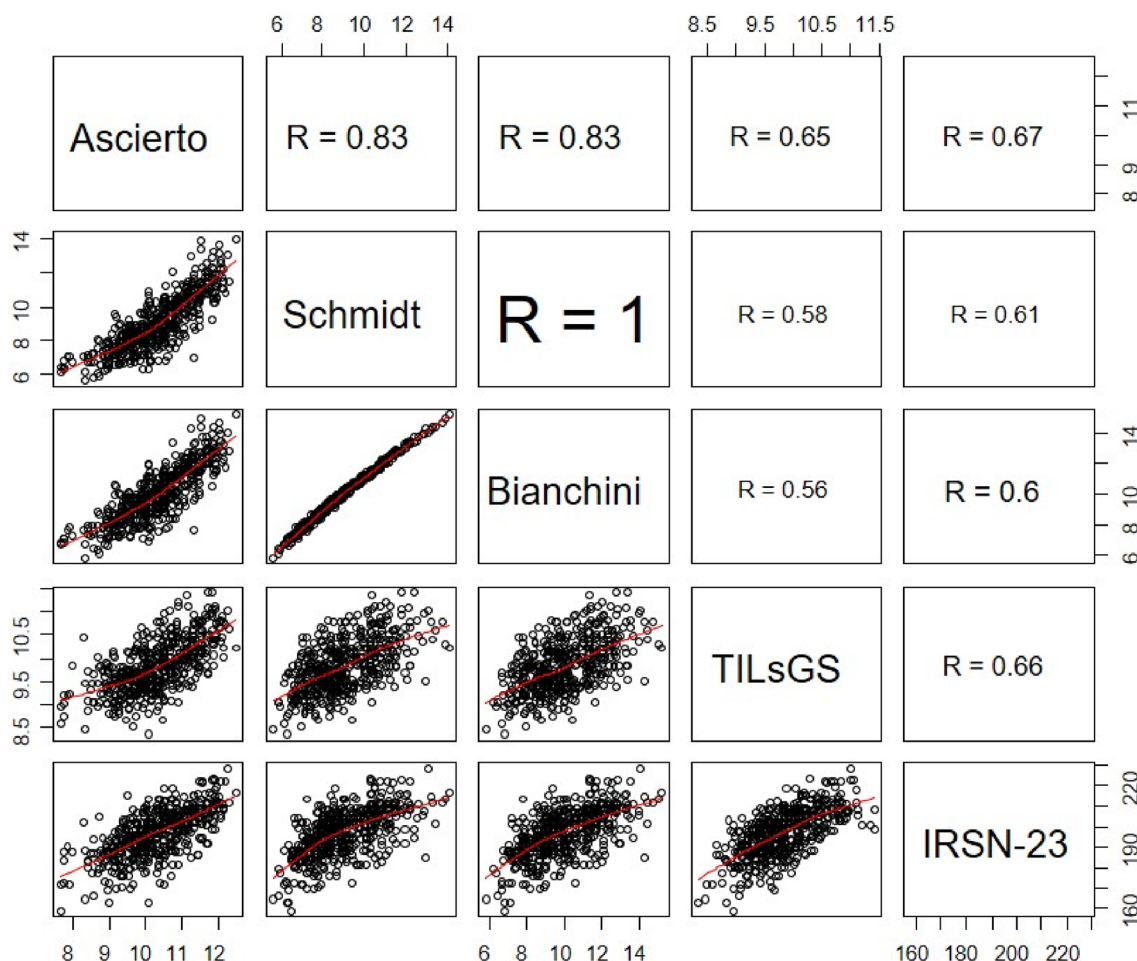 6 8 10 12 14
8.5 9.5 10.5 11.5
Ascierto
R = 0.83
R = 0.83
R = 0.65
R = 0.67
8 9 11
6 8 10 14
Schmidt
R = 1
R = 0.58
R = 0.61
Bianchini
R = 0.56
R = 0.6
6 8 10 14
8.5 9.5 10.5
TILsGS
R = 0.66
IRSN-23
160 190 220
8 9 10 11 12
6 8 10 12 14
160 180 200 220